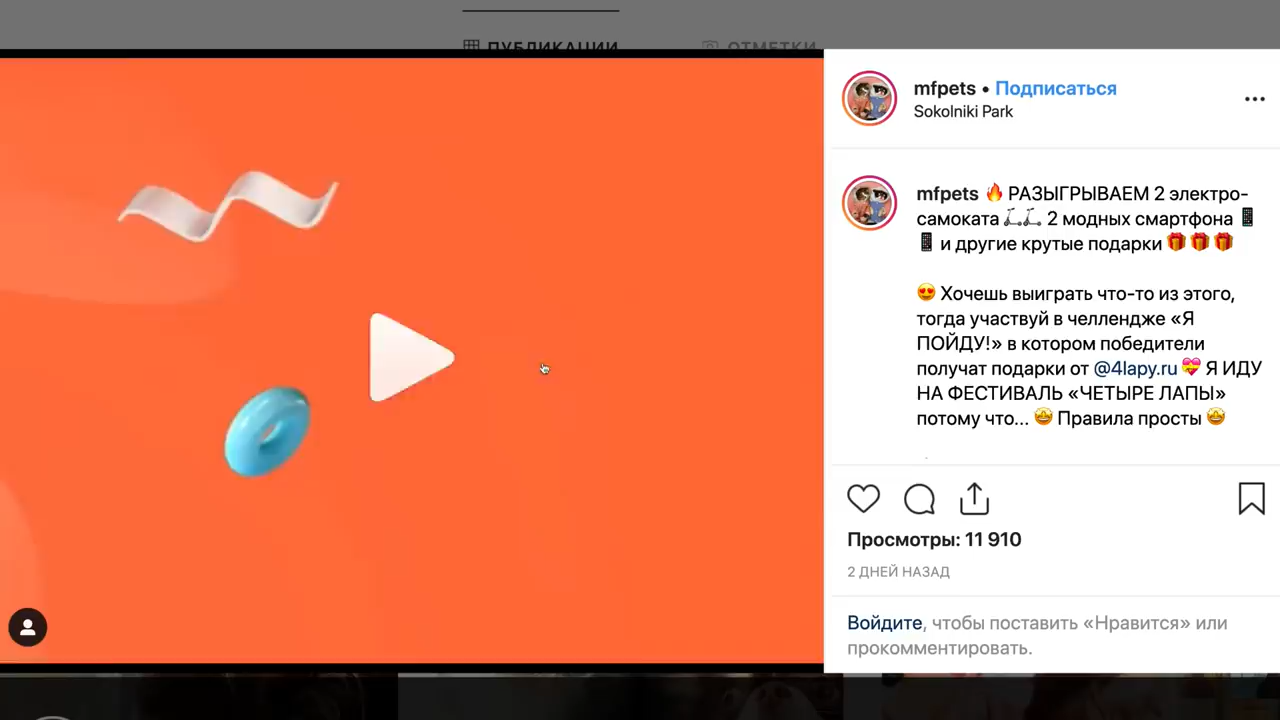 ПУБЛИКАЦИИ
ОТМЕТКИ
mfpets • Подписаться
Sokolniki Park
mfpets 🔥 РАЗЫГРЫВАЕМ 2 электро-
самоката 🛴🛴 2 модных смартфона 📱
📱 и другие крутые подарки 🎁 🎁 🎁
😍 Хочешь выиграть что-то из этого,
тогда участвуй в челлендже «Я
ПОЙДУ!» в котором победители
получат подарки от @4lapy.ru 💝 Я ИДУ
НА ФЕСТИВАЛЬ «ЧЕТЫРЕ ЛАПЫ»
потому что... 🤩 Правила просты 🤩
Просмотры: 11 910
2 ДНЕЙ НАЗАД
Войдите, чтобы поставить «Нравится» или
прокомментировать.